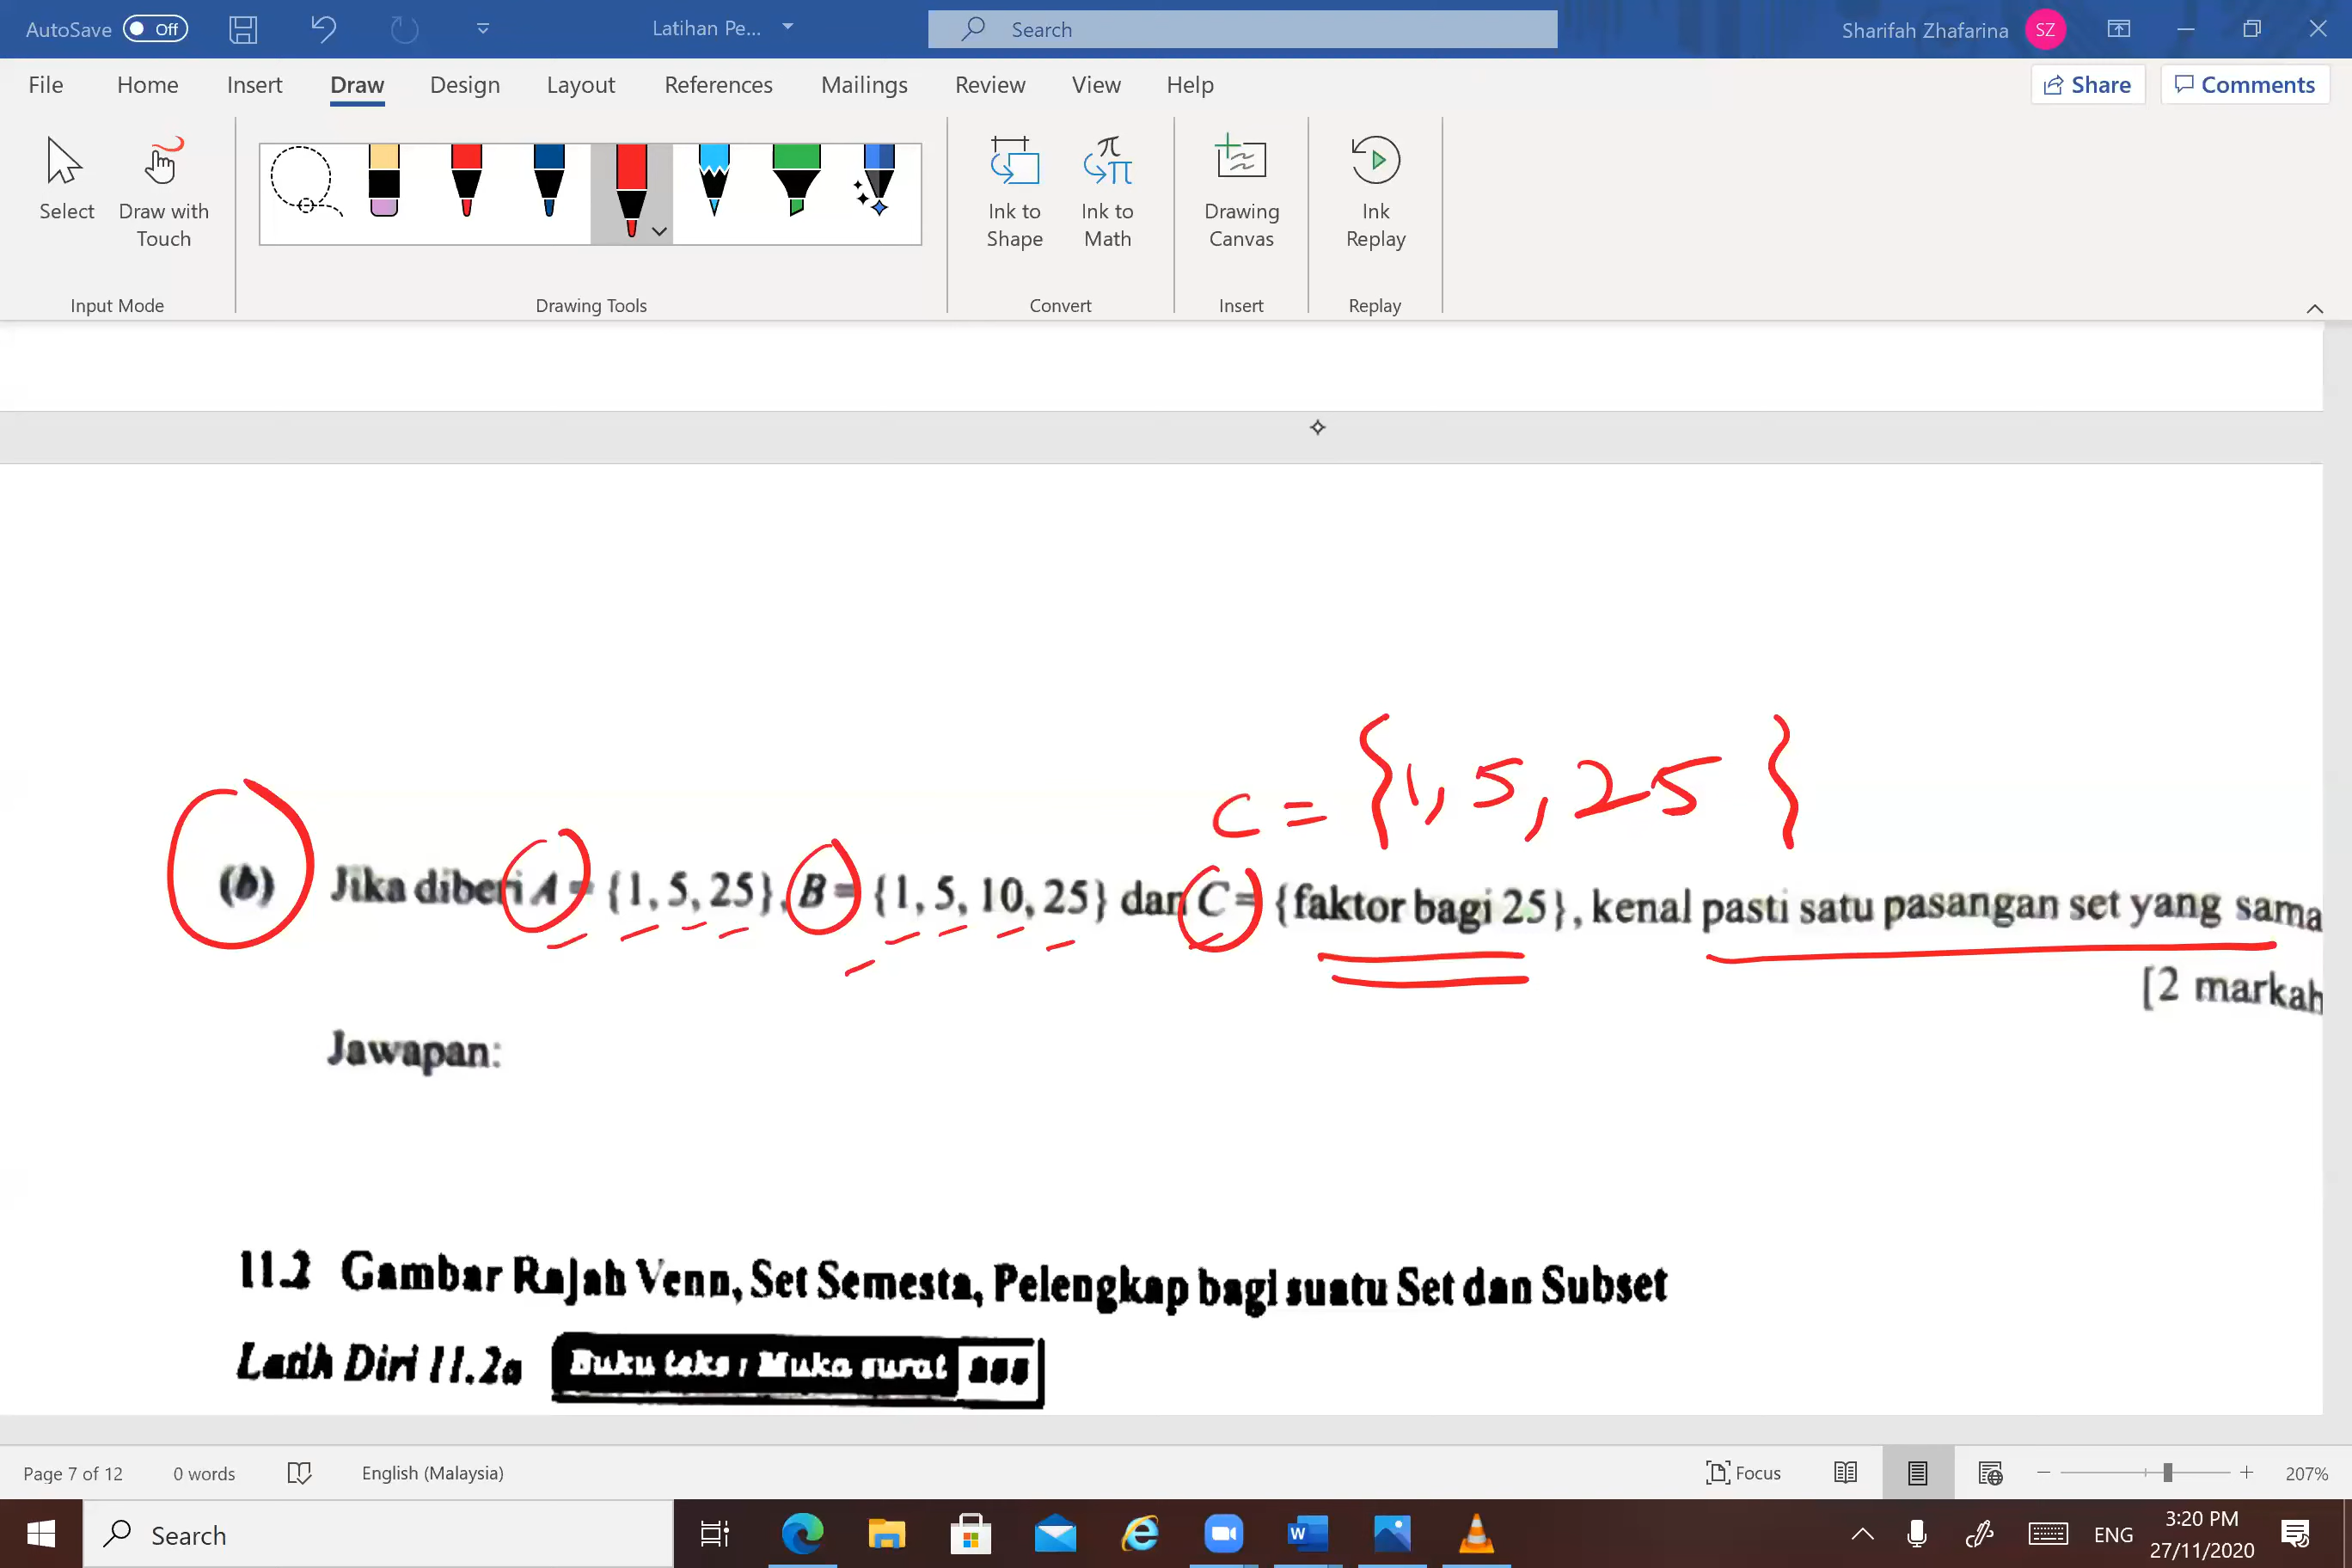 AutoSave Off Latihan Pe... Search Sharifah Zhafarina SZ
File Home Insert Draw Design Layout References Mailings Review View Help Share Comments
Select Draw with Touch Ink to Shape Ink to Math Drawing Canvas Ink Replay
Input Mode Drawing Tools Convert Insert Replay
C = {1, 5, 25}
(b) Jika diberi A = {1, 5, 25}, B = {1, 5, 10, 25} dan C = {faktor bagi 25}, kenal pasti satu pasangan set yang sama
[2 markah
Jawapan:
11.2 Gambar Rajah Venn, Set Semesta, Pelengkap bagi suatu Set dan Subset
Latih Diri 11.2a Buku teks : Muka surat
Page 7 of 12 0 words English (Malaysia) Focus 207%
Search ENG 3:20 PM
27/11/2020